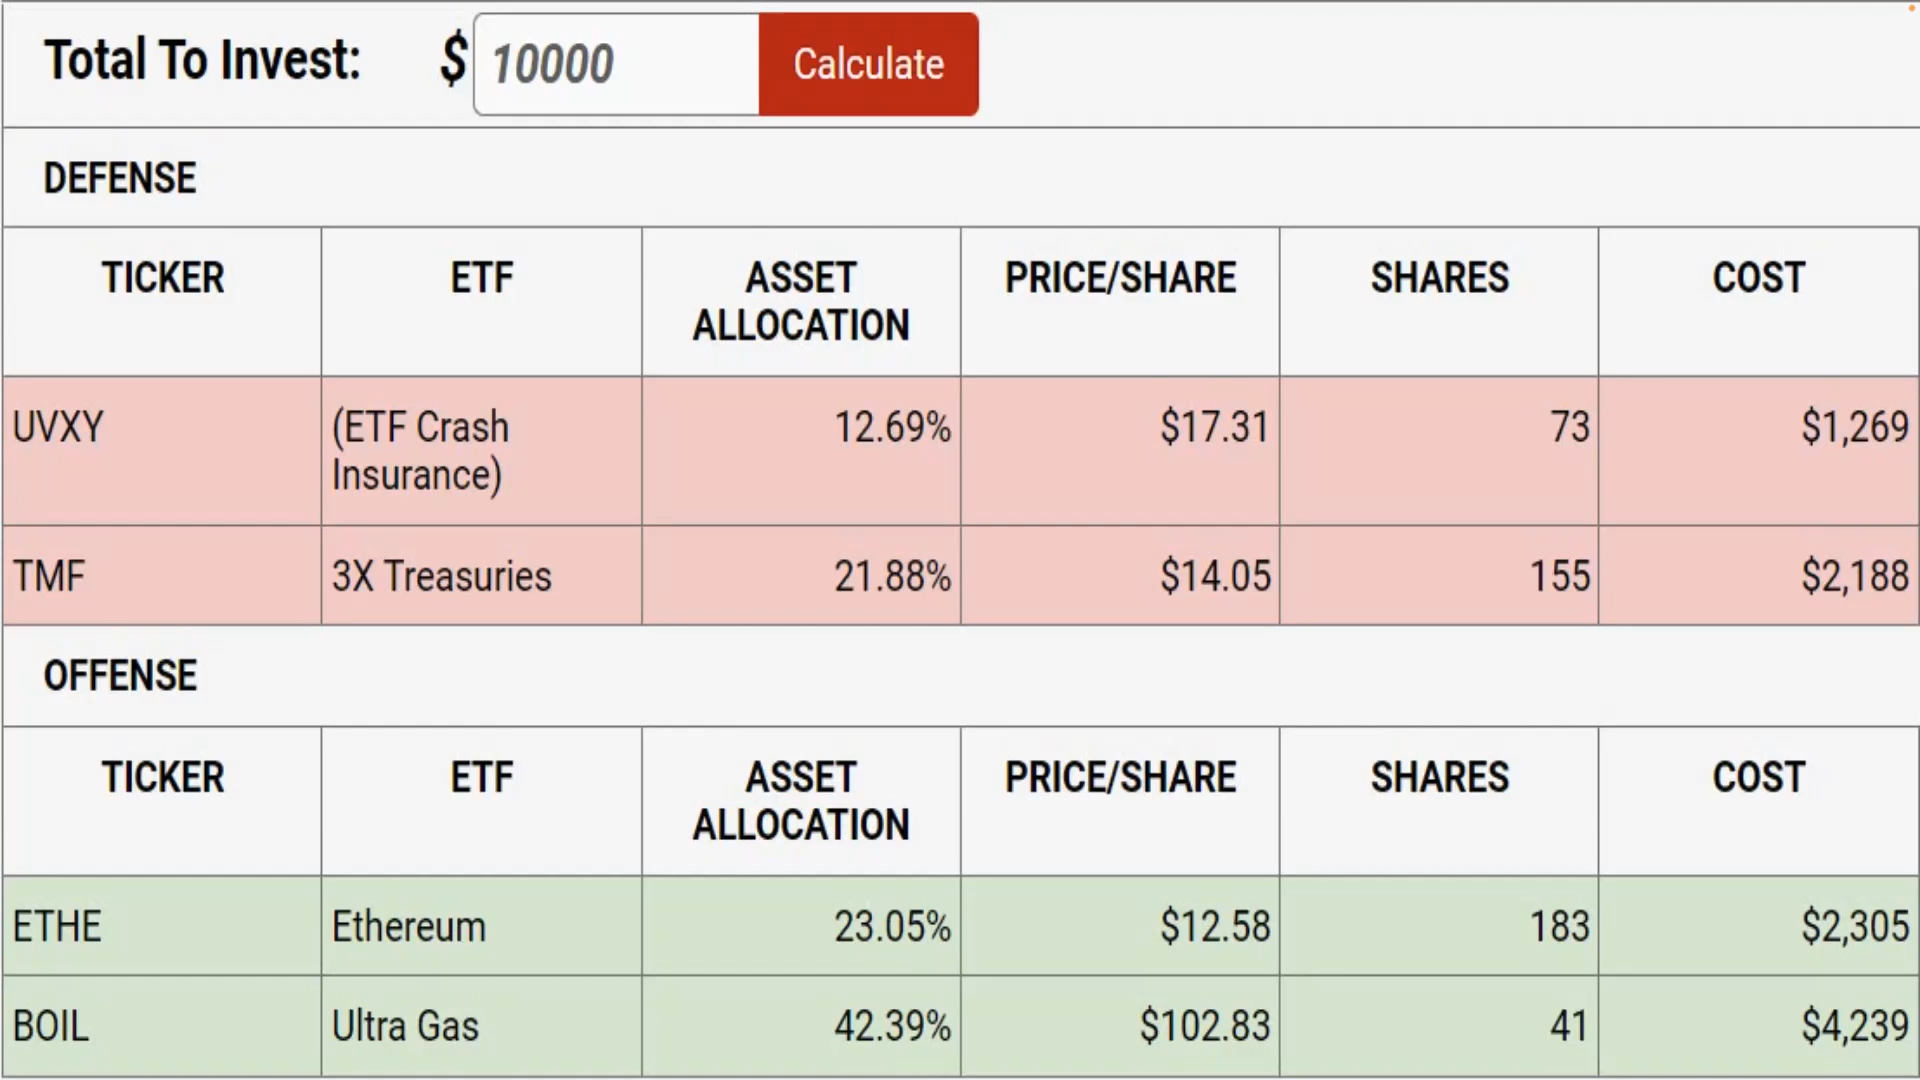 Total To Invest: $ 10000 Calculate
DEFENSE
TICKER ETF ASSET ALLOCATION PRICE/SHARE SHARES COST
UVXY (ETF Crash Insurance) 12.69% $17.31 73 $1,269
TMF 3X Treasuries 21.88% $14.05 155 $2,188
OFFENSE
TICKER ETF ASSET ALLOCATION PRICE/SHARE SHARES COST
ETHE Ethereum 23.05% $12.58 183 $2,305
BOIL Ultra Gas 42.39% $102.83 41 $4,239